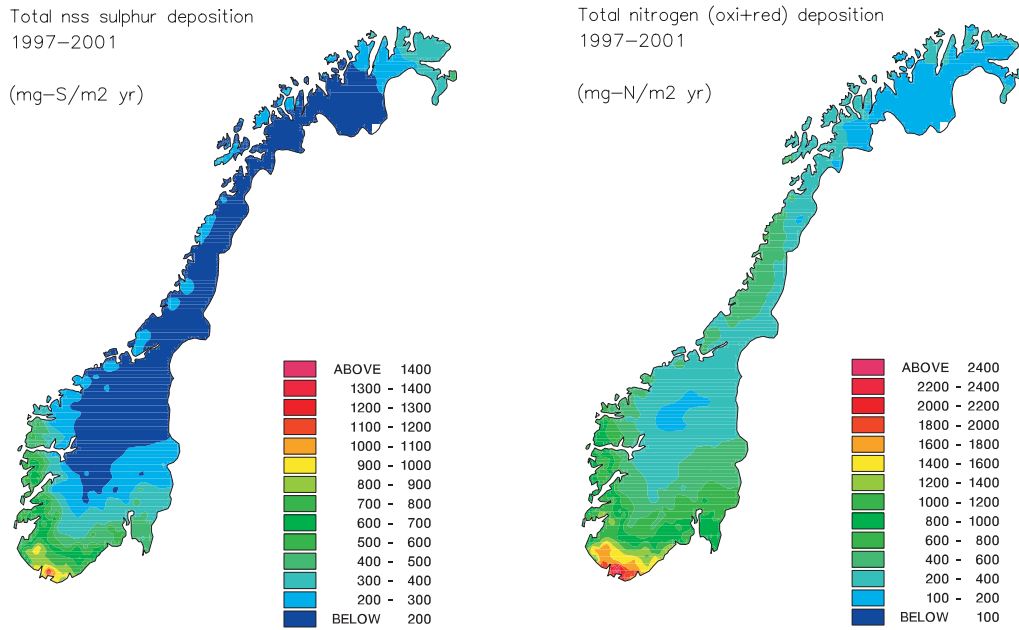 Total nss sulphur deposition
1997–2001
(mg–S/m2 yr)
ABOVE 1400
1300 - 1400
1200 - 1300
1100 - 1200
1000 - 1100
900 - 1000
800 - 900
700 - 800
600 - 700
500 - 600
400 - 500
300 - 400
200 - 300
BELOW 200
Total nitrogen (oxi+red) deposition
1997–2001
(mg–N/m2 yr)
ABOVE 2400
2200 - 2400
2000 - 2200
1800 - 2000
1600 - 1800
1400 - 1600
1200 - 1400
1000 - 1200
800 - 1000
600 - 800
400 - 600
200 - 400
100 - 200
BELOW 100